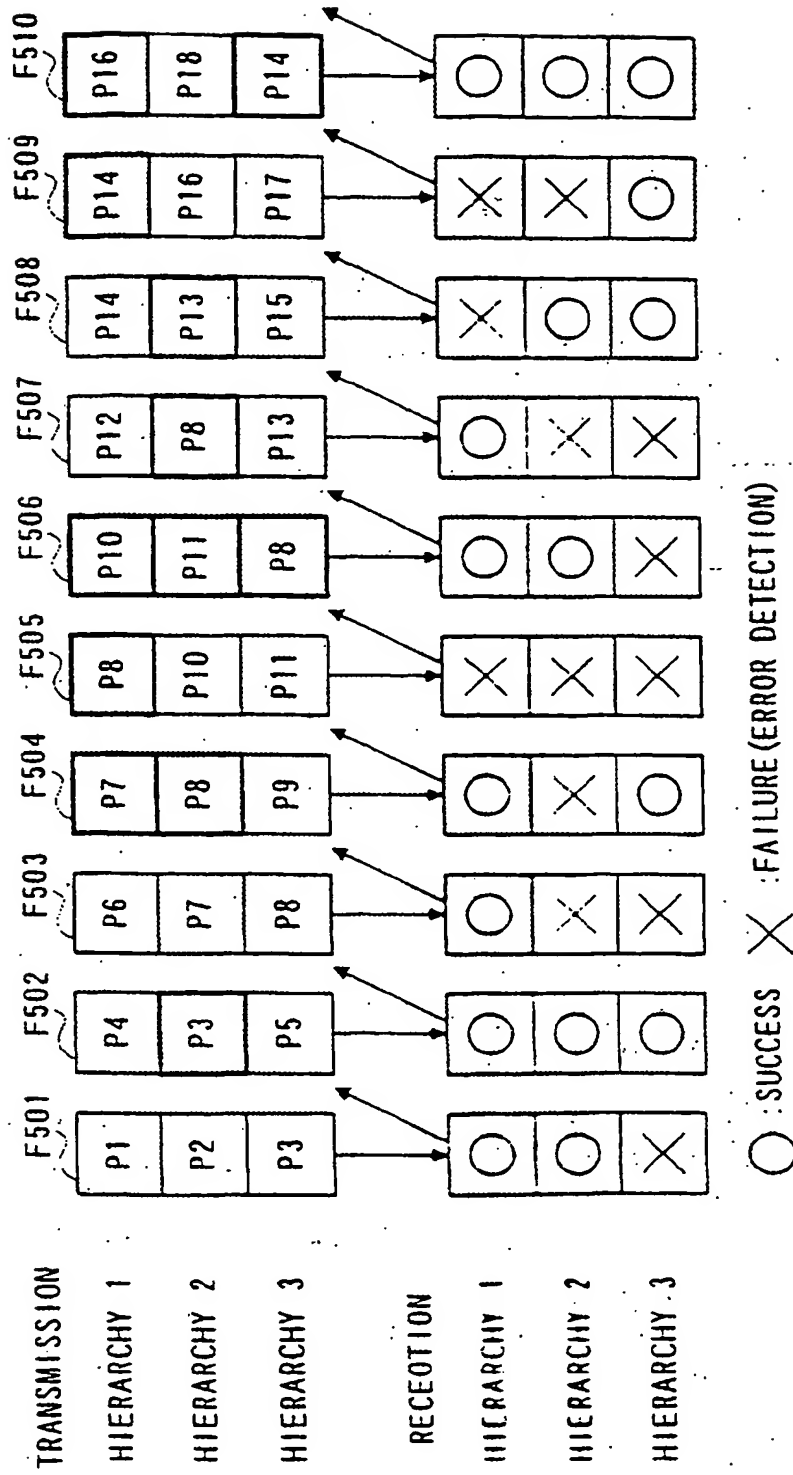 TRANSMISSION
HIERARCHY 1
HIERARCHY 2
HIERARCHY 3
F501 F502 F503 F504 F505 F506 F507 F508 F509 F510
P1 P4 P6 P7 P8 P10 P12 P14 P14 P16
P2 P3 P7 P8 P10 P11 P8 P13 P16 P18
P3 P5 P8 P9 P11 P8 P13 P15 P17 P14
RECEOTION
HIERARCHY 1
HIERARCHY 2
HIERARCHY 3
:SUCCESS
:FAILURE(ERROR DETECTION)